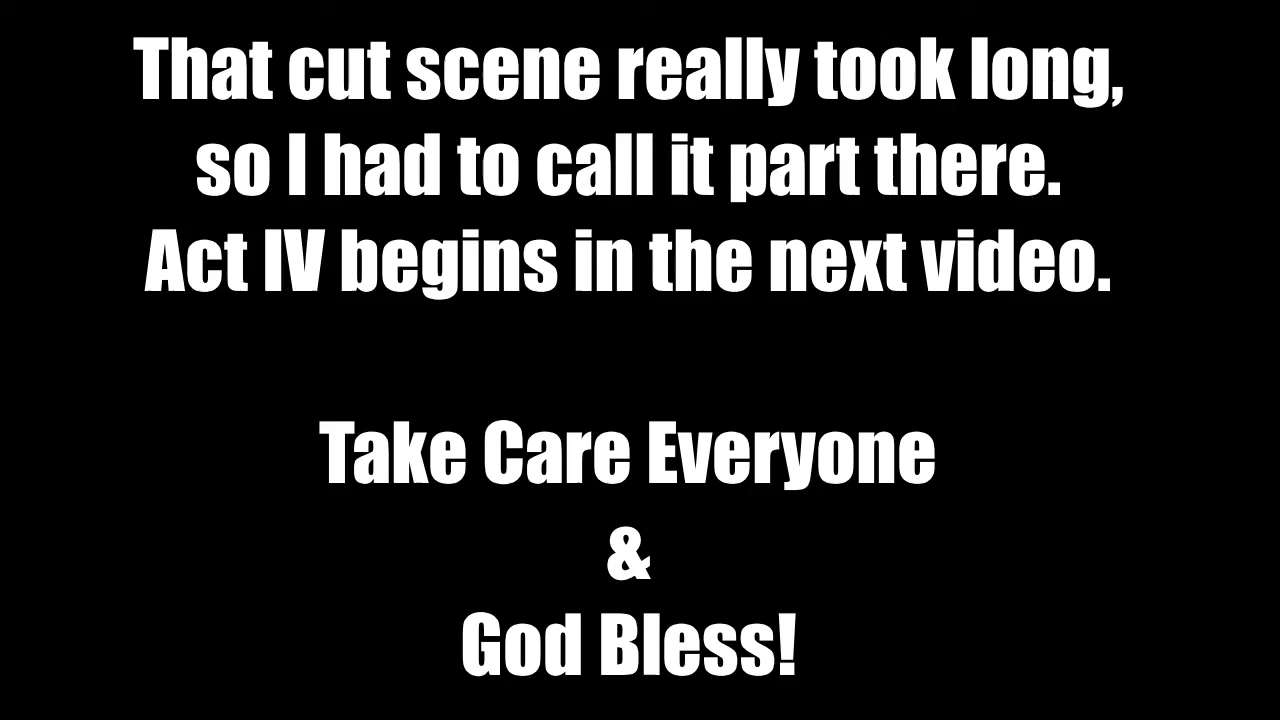 That cut scene really took long,
so I had to call it part there.
Act IV begins in the next video.
Take Care Everyone
&
God Bless!